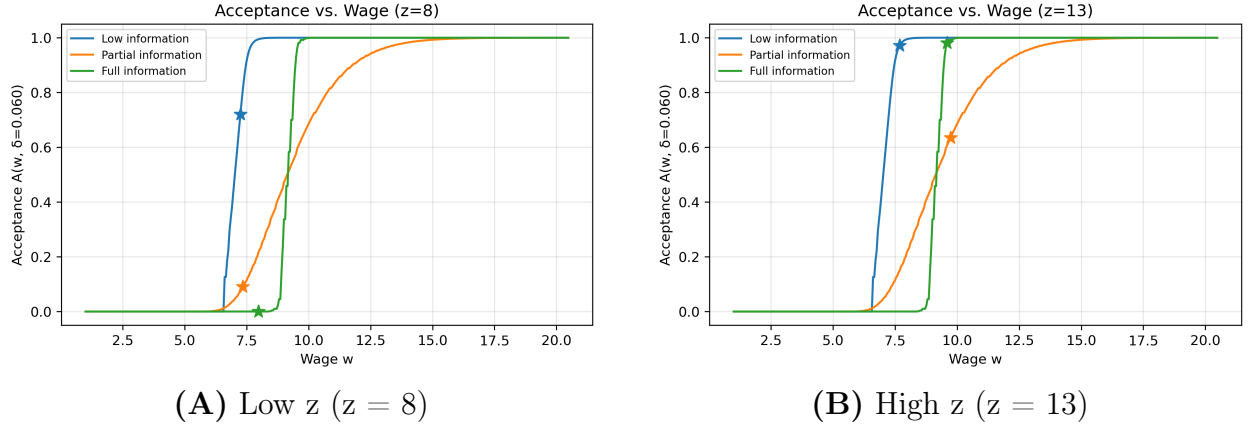 Acceptance vs. Wage (z=8)
Acceptance A(w, δ=0.060)
1.0
0.8
0.6
0.4
0.2
0.0
Low information
Partial information
Full information
2.5 5.0 7.5 10.0 12.5 15.0 17.5 20.0
Wage w
(A) Low z (z = 8)
Acceptance vs. Wage (z=13)
Acceptance A(w, δ=0.060)
1.0
0.8
0.6
0.4
0.2
0.0
Low information
Partial information
Full information
2.5 5.0 7.5 10.0 12.5 15.0 17.5 20.0
Wage w
(B) High z (z = 13)